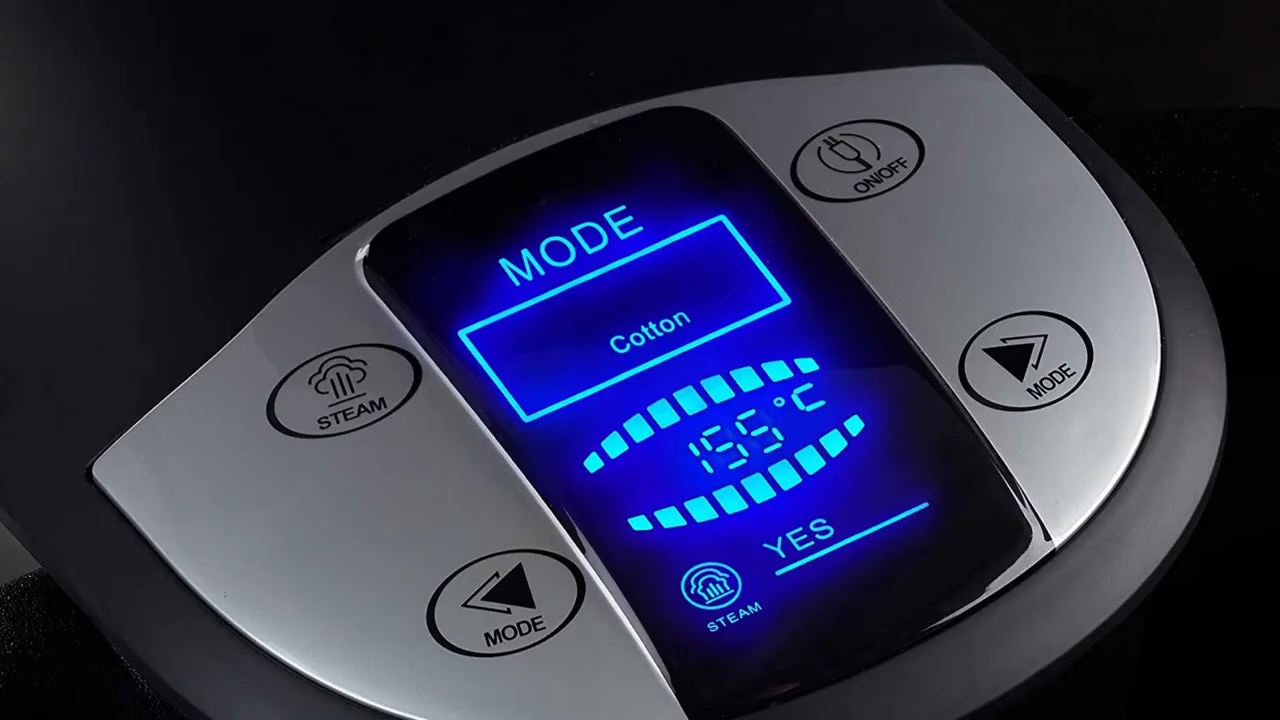 MODE
Cotton
155°C
YES
STEAM
STEAM
MODE
ON/OFF
MODE